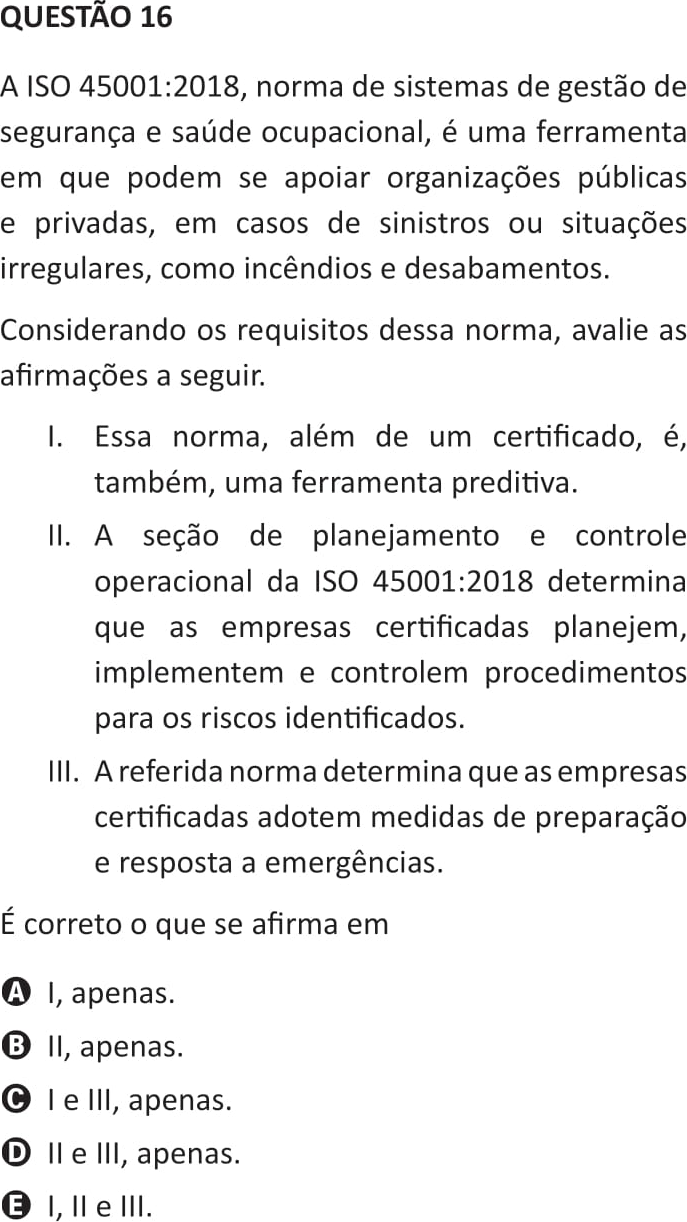 QUESTÃO 16
A ISO 45001:2018, norma de sistemas de gestão de
segurança e saúde ocupacional, é uma ferramenta
em que podem se apoiar organizações públicas
e privadas, em casos de sinistros ou situações
irregulares, como incêndios e desabamentos.
Considerando os requisitos dessa norma, avalie as
afirmações a seguir.
I. Essa norma, além de um certificado, é,
também, uma ferramenta preditiva.
II. A seção de planejamento e controle
operacional da ISO 45001:2018 determina
que as empresas certificadas planejem,
implementem e controlem procedimentos
para os riscos identificados.
III. A referida norma determina que as empresas
certificadas adotem medidas de preparação
e resposta a emergências.
É correto o que se afirma em
A I, apenas.
B II, apenas.
C I e III, apenas.
D II e III, apenas.
E I, II e III.